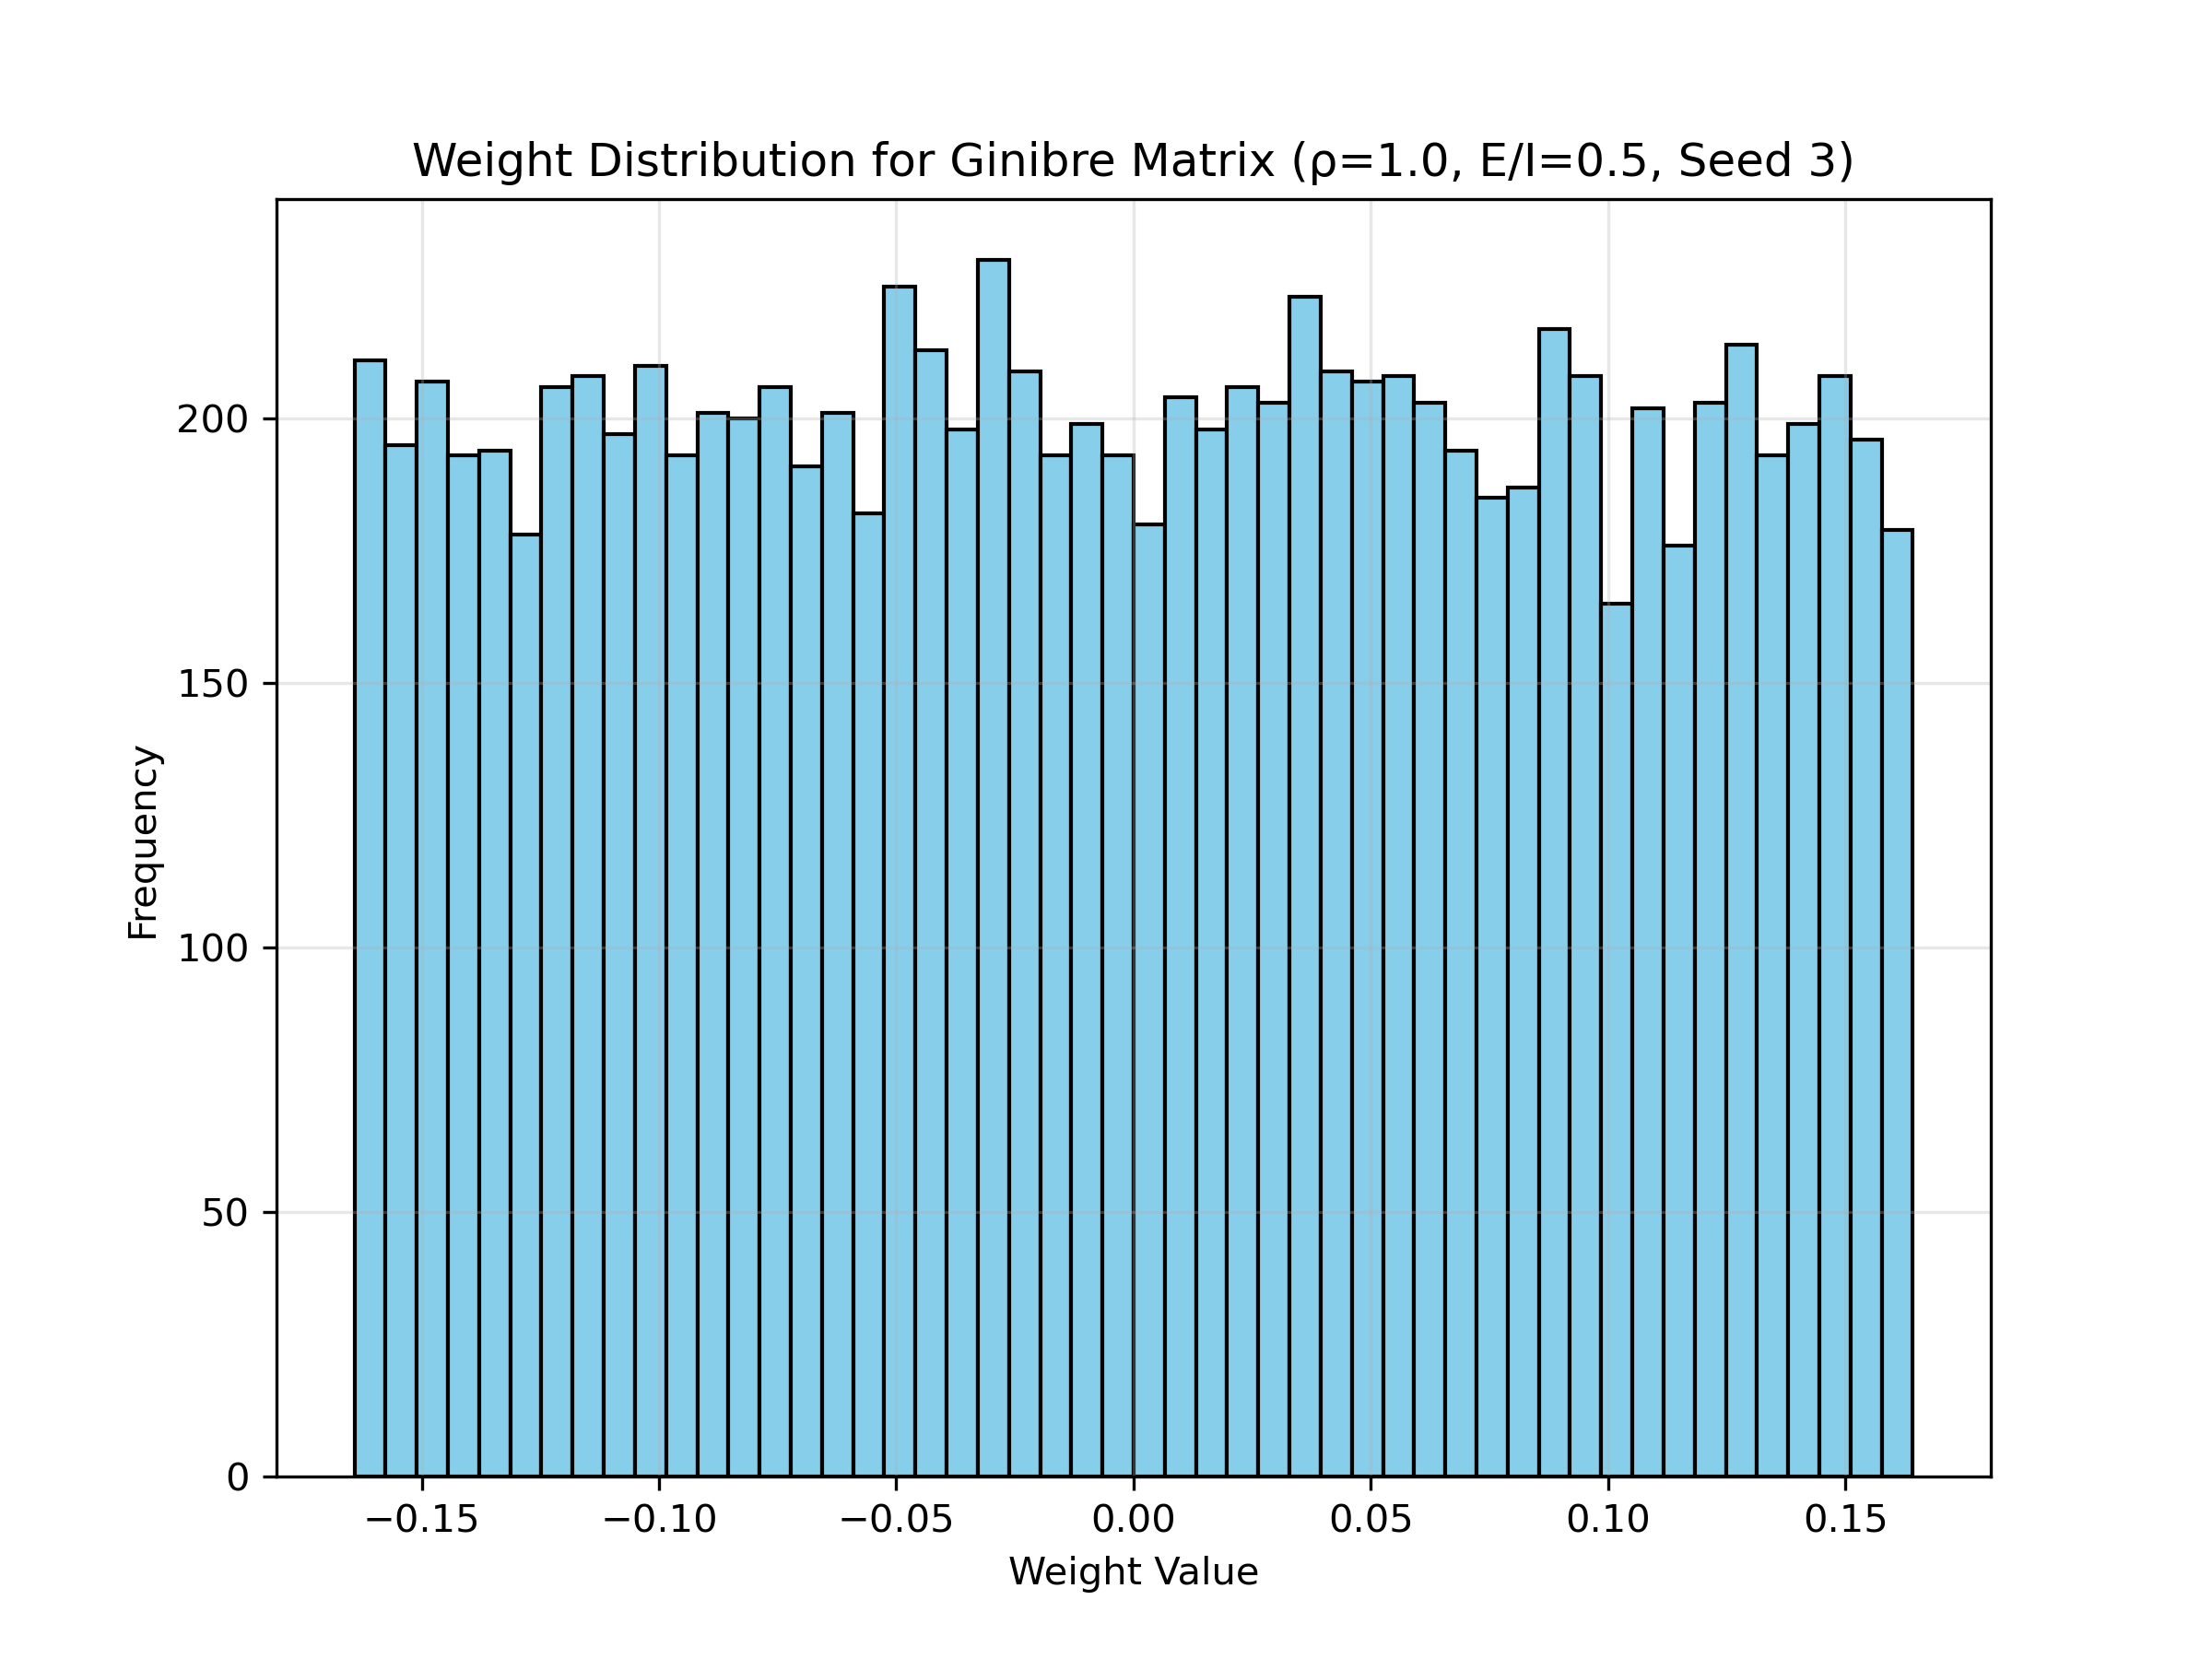 Weight Distribution for Ginibre Matrix (ρ=1.0, E/I=0.5, Seed 3)
Frequency
200
150
100
50
0
−0.15 −0.10 −0.05 0.00 0.05 0.10 0.15
Weight Value